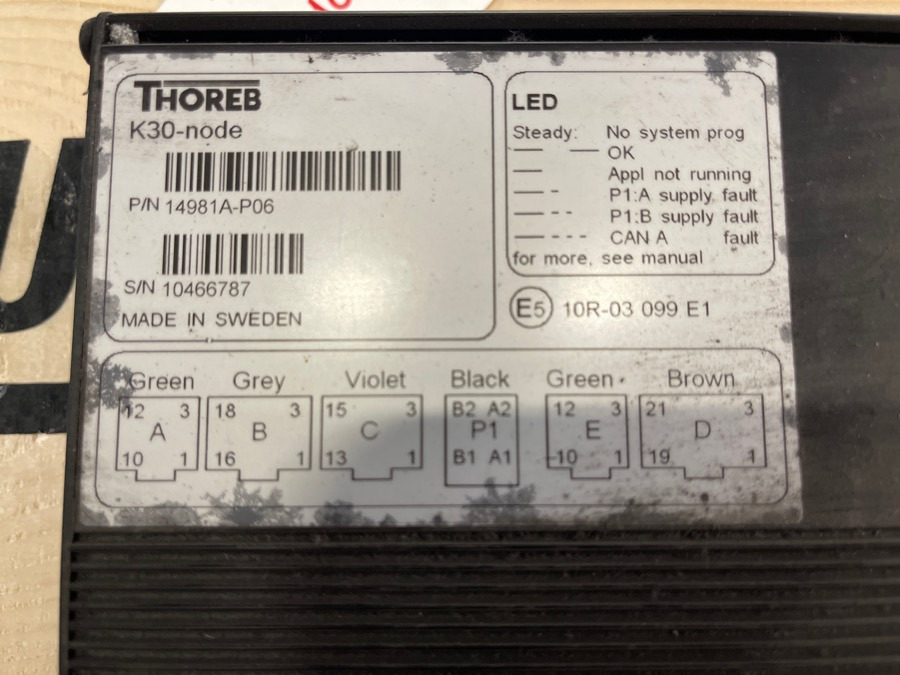 THOREB
K30-node
P/N 14981A-P06
S/N 10466787
MADE IN SWEDEN
LED
Steady: No system prog
OK
Appl not running
P1:A supply fault
P1:B supply fault
CAN A fault
for more, see manual
E5 10R-03 099 E1
Green Grey Violet Black Green Brown
12 3 18 3 15 3 B2 A2 12 3 21 3
A B C P1 E D
10 1 16 1 13 1 B1 A1 10 1 19 1